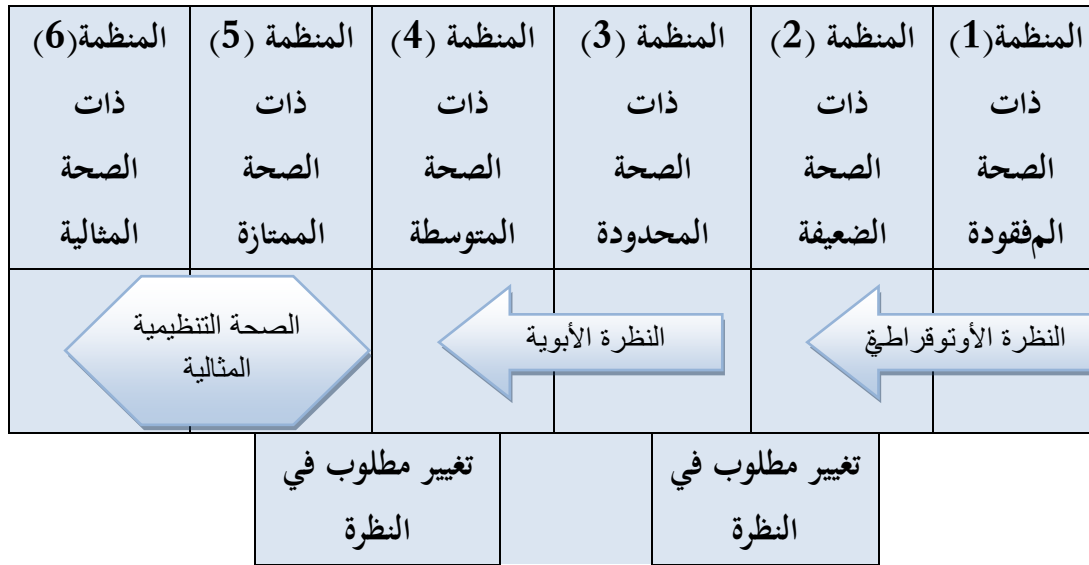 المنظمة(1)
ذات
الصحة
المفقودة
المنظمة (2)
ذات
الصحة
الضعيفة
المنظمة (3)
ذات
الصحة
المحدودة
المنظمة (4)
ذات
الصحة
المتوسطة
المنظمة (5)
ذات
الصحة
الممتازة
المنظمة(6)
ذات
الصحة
المثالية
النظرة الأوتوقراطية
النظرة الأبوية
الصحة التنظيمية
المثالية
تغيير مطلوب في
النظرة
تغيير مطلوب في
النظرة